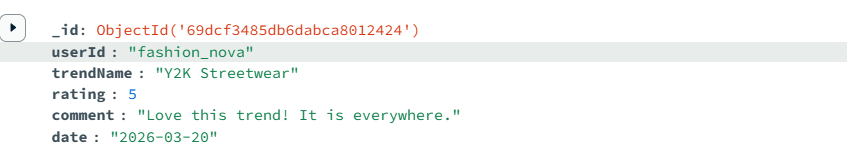 _id: ObjectId('69dcf3485db6dabca8012424')
userId : "fashion_nova"
trendName : "Y2K Streetwear"
rating : 5
comment : "Love this trend! It is everywhere."
date : "2026-03-20"